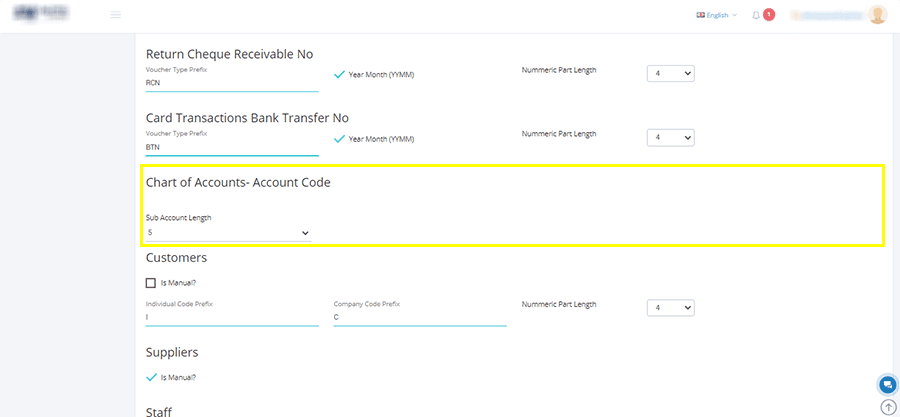 English
1
Return Cheque Receivable No
Voucher Type Prefix
RCN
Year Month (YYMM)
Nummeric Part Length
4
Card Transactions Bank Transfer No
Voucher Type Prefix
BTN
Year Month (YYMM)
Nummeric Part Length
4
Chart of Accounts- Account Code
Sub Account Length
5
Customers
Is Manual?
Individual Code Prefix
I
Company Code Prefix
C
Nummeric Part Length
4
Suppliers
Is Manual?
Staff